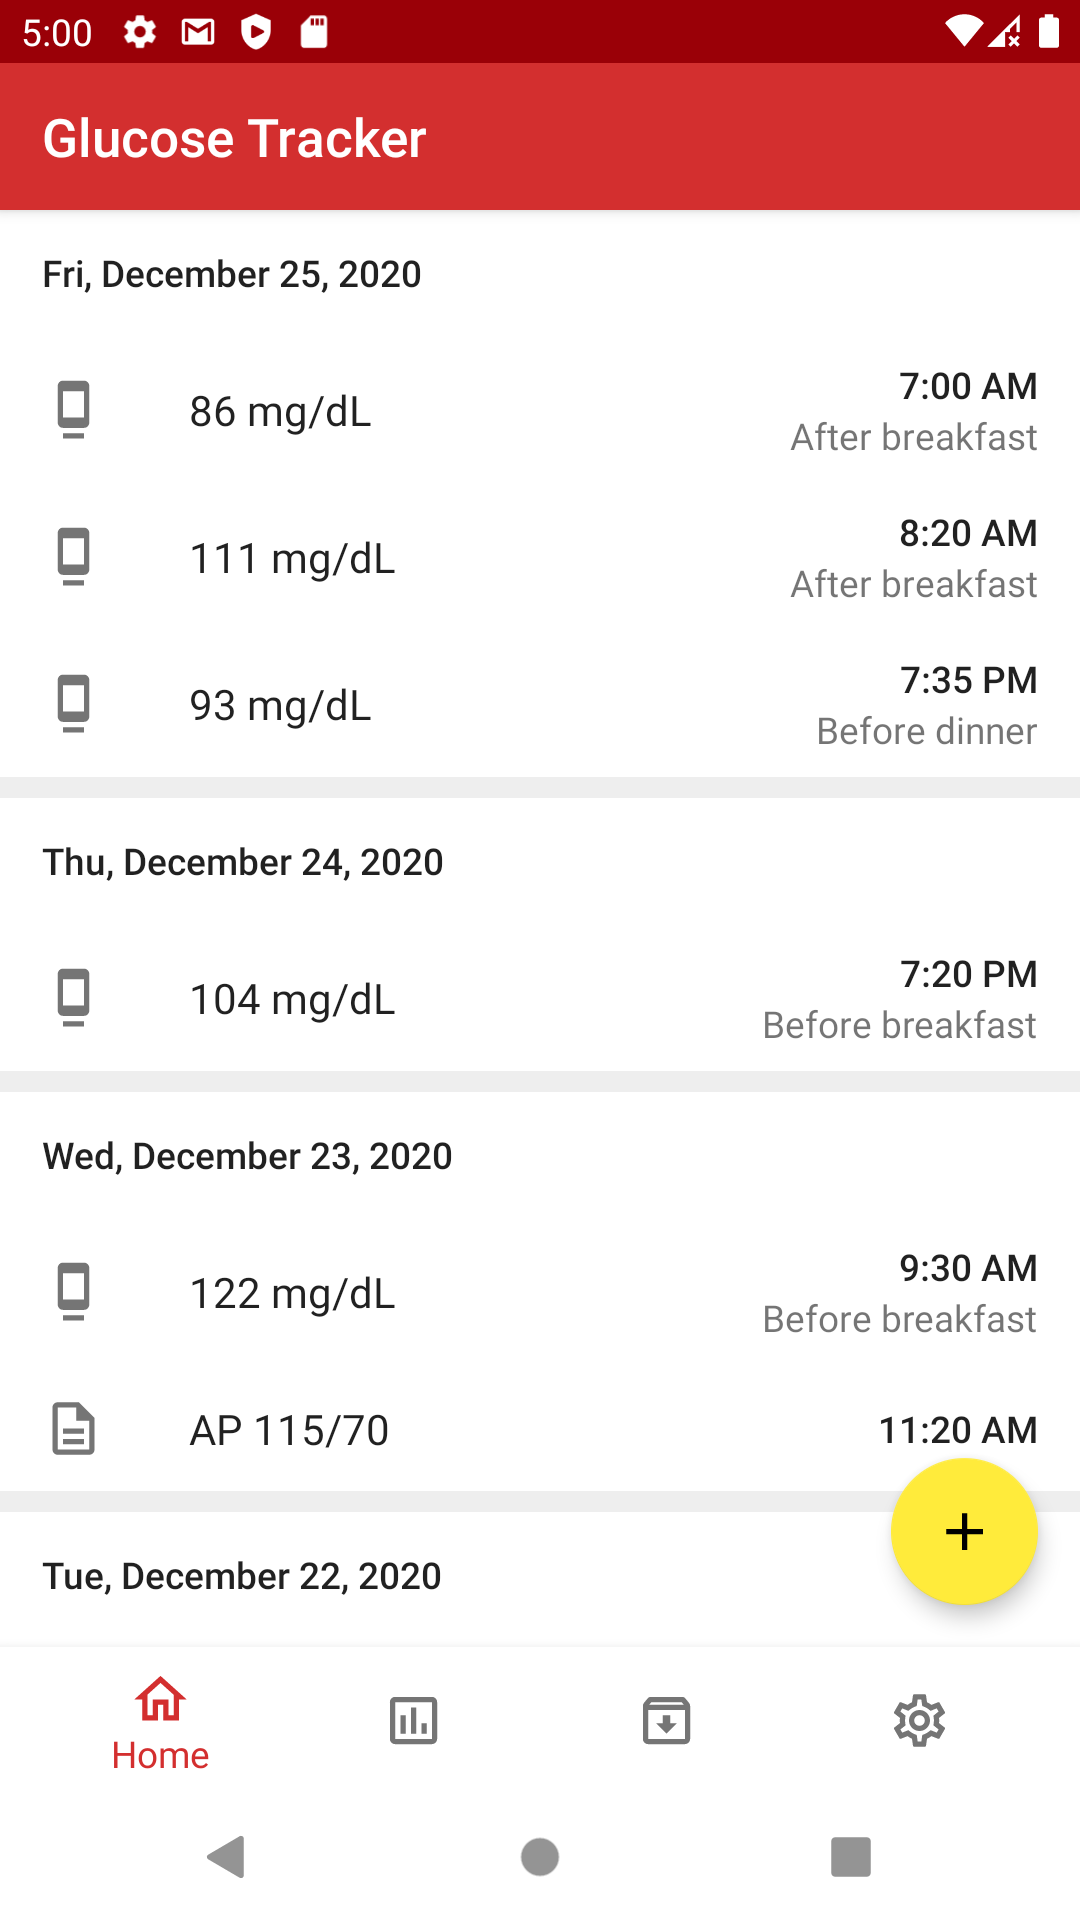 5:00
Glucose Tracker
Fri, December 25, 2020
86 mg/dL
7:00 AM
After breakfast
111 mg/dL
8:20 AM
After breakfast
93 mg/dL
7:35 PM
Before dinner
Thu, December 24, 2020
104 mg/dL
7:20 PM
Before breakfast
Wed, December 23, 2020
122 mg/dL
9:30 AM
Before breakfast
AP 115/70
11:20 AM
Tue, December 22, 2020
Home